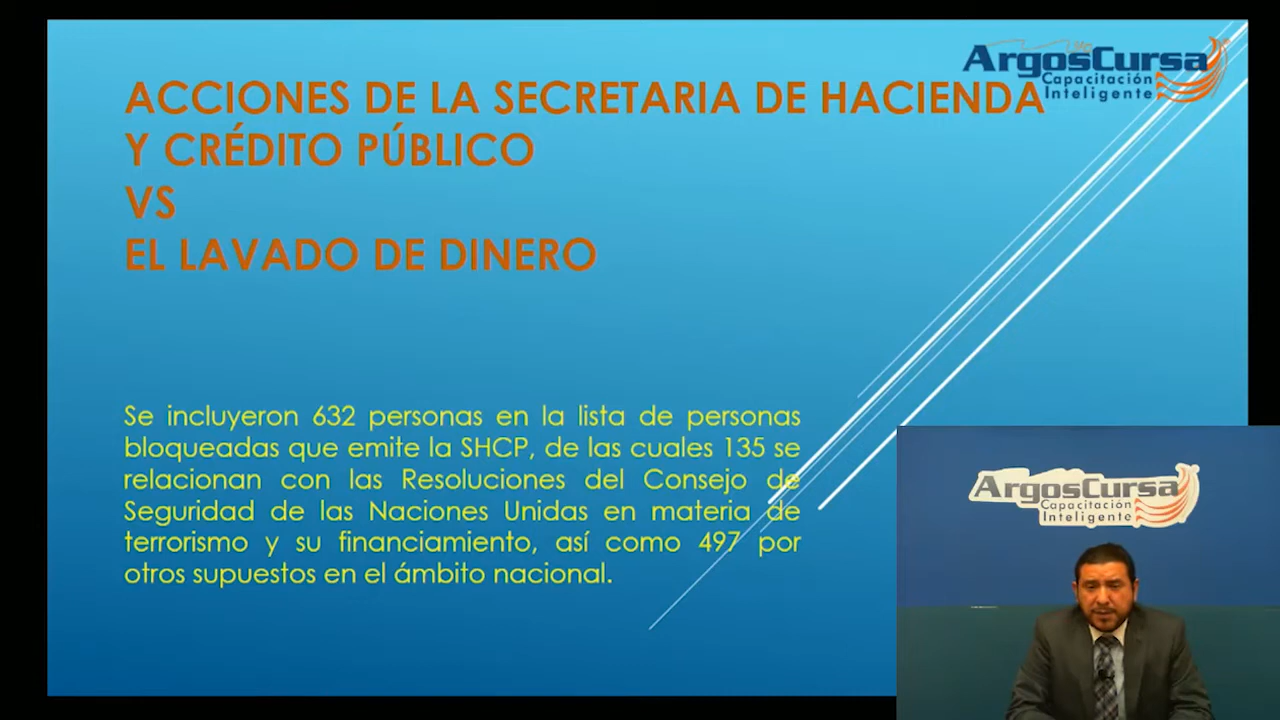 ArgosCursa
Capacitación
Inteligente
ACCIONES DE LA SECRETARIA DE HACIENDA
Y CRÉDITO PÚBLICO
VS
EL LAVADO DE DINERO
Se incluyeron 632 personas en la lista de personas
bloqueadas que emite la SHCP, de las cuales 135 se
relacionan con las Resoluciones del Consejo de
Seguridad de las Naciones Unidas en materia de
terrorismo y su financiamiento, así como 497 por
otros supuestos en el ámbito nacional.
ArgosCursa
Capacitación
Inteligente